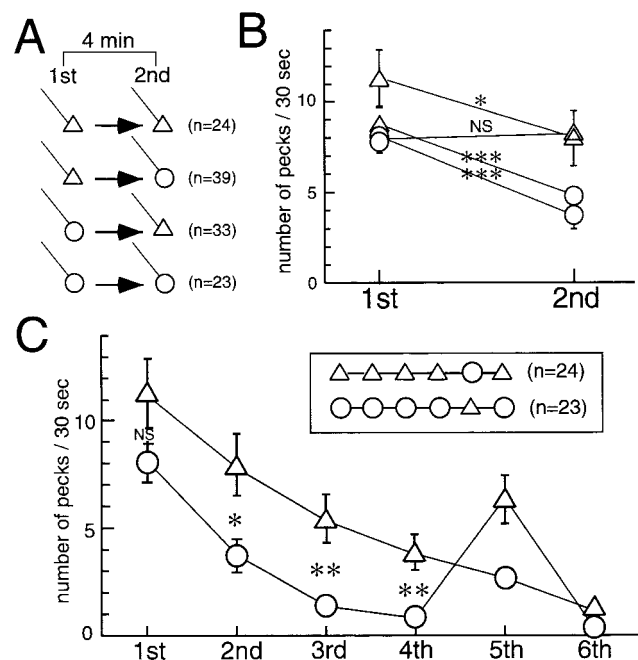 A
4 min
1st 2nd
(n=24)
(n=39)
(n=33)
(n=23)
B
number of pecks / 30 sec
10
5
0
*
NS
***
***
1st 2nd
C
number of pecks / 30 sec
10
5
0
(n=24)
(n=23)
NS
*
**
**
1st 2nd 3rd 4th 5th 6th